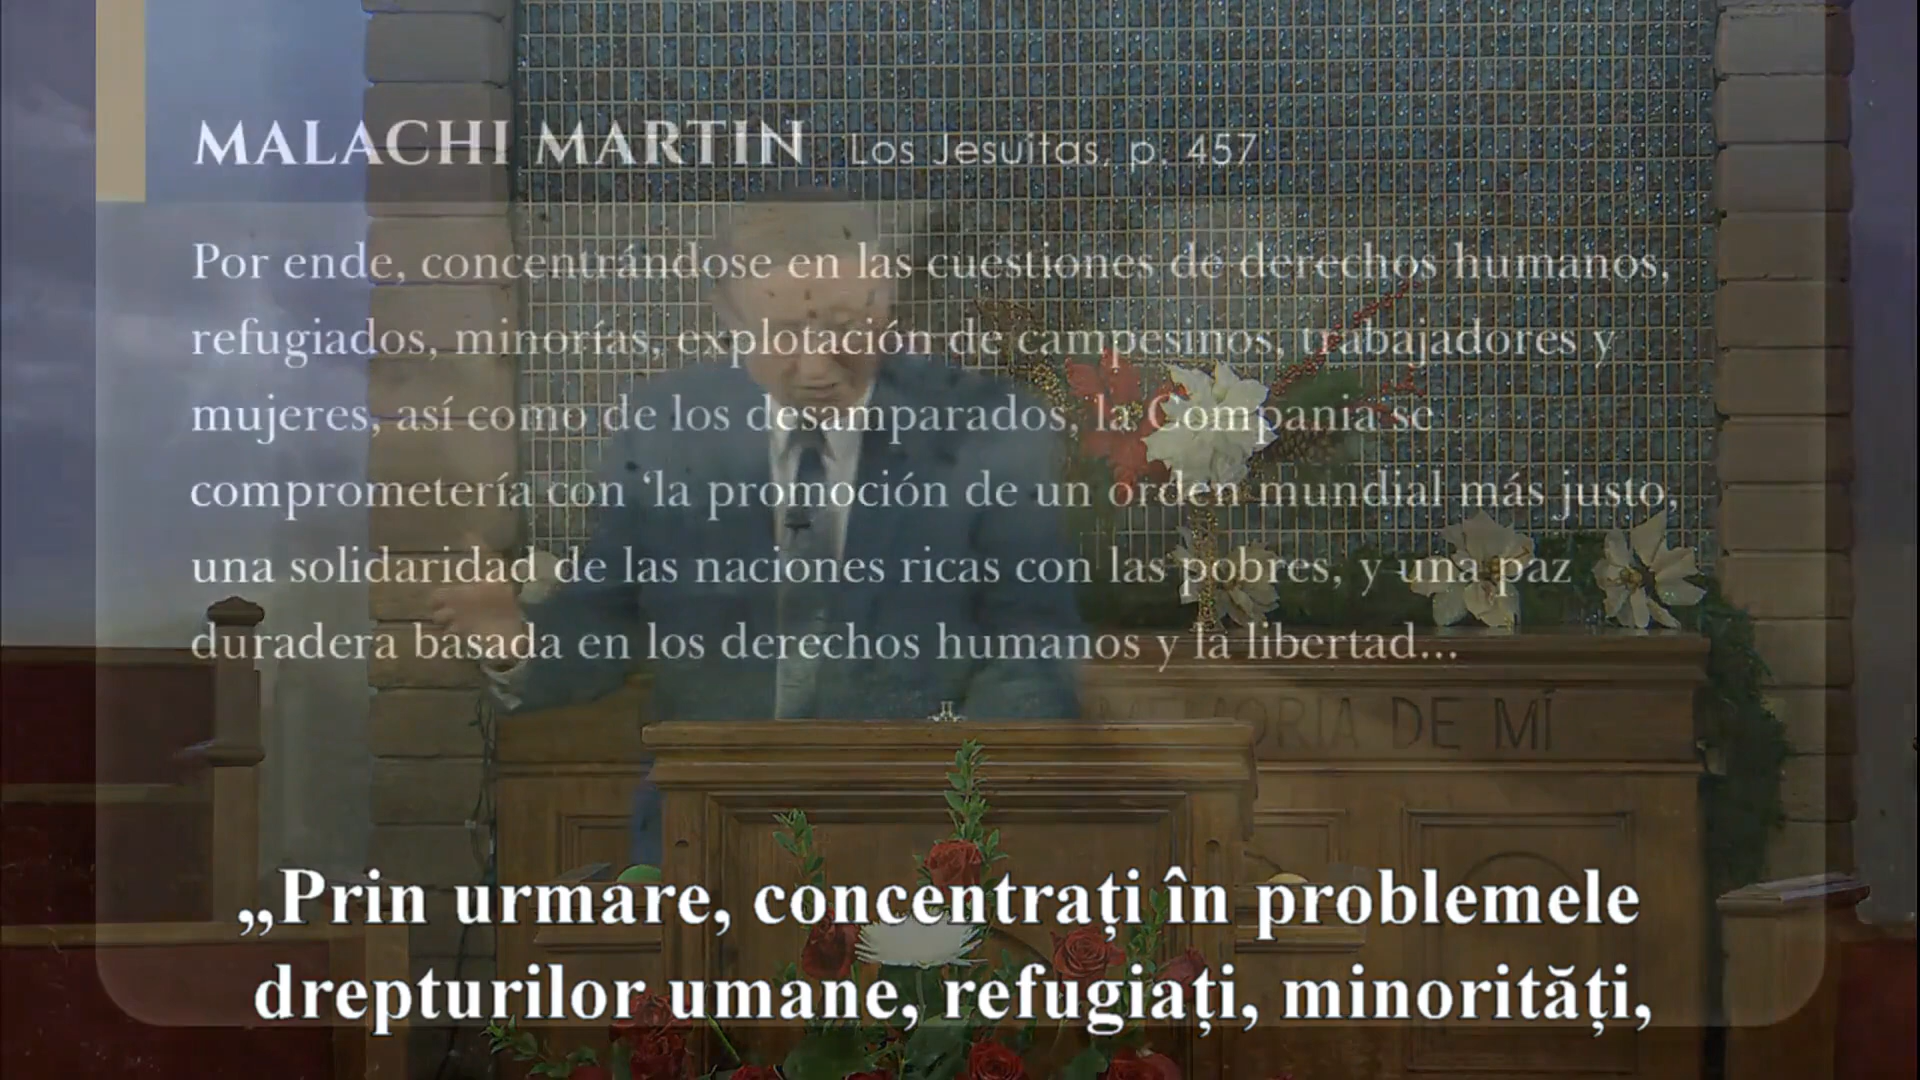 MALACHI MARTIN Los Jesuitas, p. 457
Por ende, concentrándose en las cuestiones de derechos humanos,
refugiados, minorías, explotación de campesinos, trabajadores y
mujeres, así como de los desamparados, la Compania se
comprometería con ‘la promoción de un orden mundial más justo,
una solidaridad de las naciones ricas con las pobres, y una paz
duradera basada en los derechos humanos y la libertad...
DE MÍ
„Prin urmare, concentrați în problemele
drepturilor umane, refugiați, minorități,